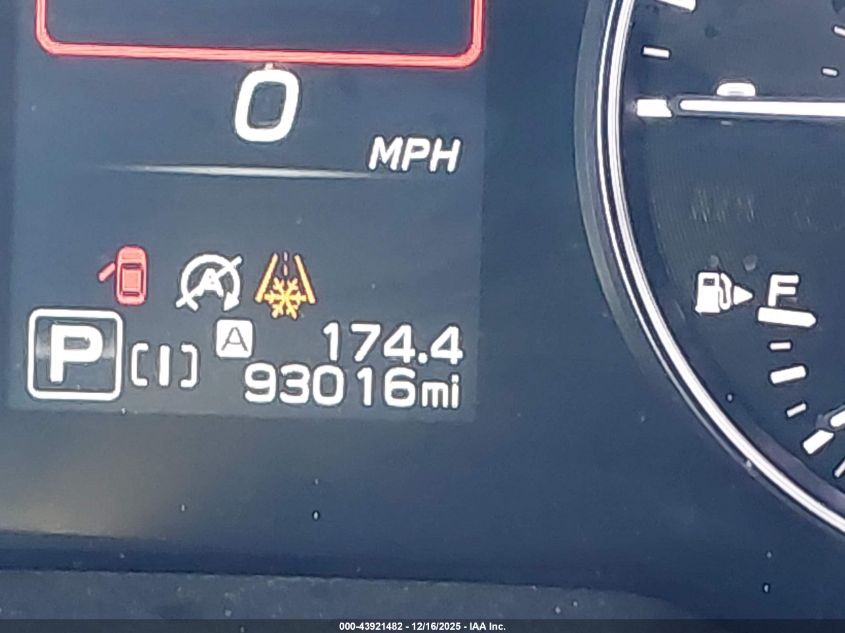 0
MPH
A
F
A 174.4
P [I] 93016mi
000-43921482 - 12/16/2025 - IAA Inc.